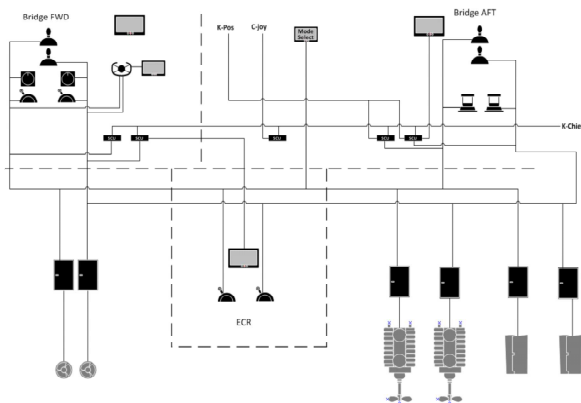 Bridge FWD
Bridge AFT
K-Pos
C-joy
Mode
Select
K-Chie
SCU
SCU
SCU
SCU
SCU
ECR